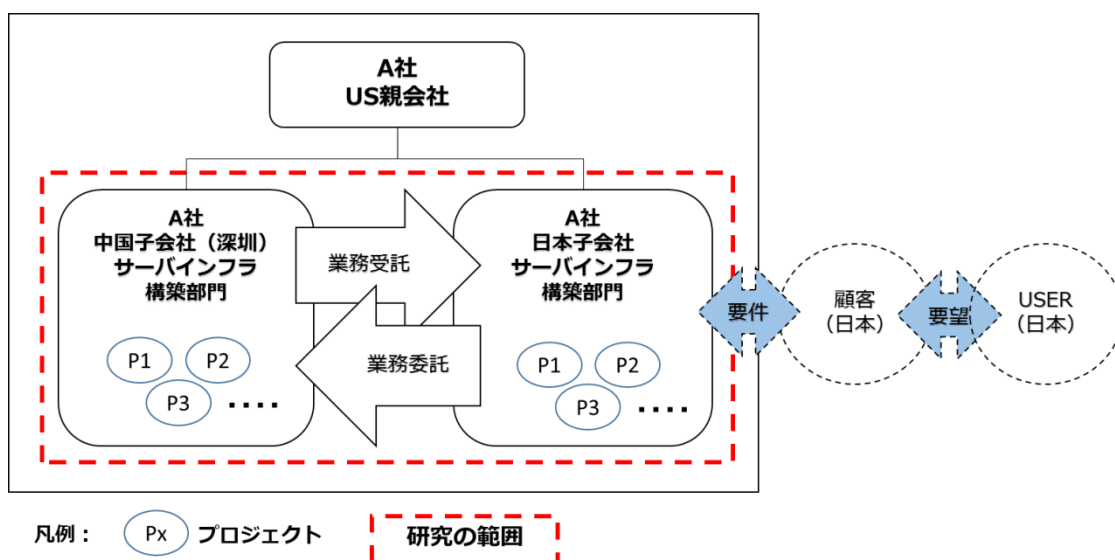 A社
US親会社
A社
中国子会社（深圳）
サーバインフラ
構築部門
業務受託
A社
日本子会社
サーバインフラ
構築部門
業務委託
P1
P2
P3
・・・・
P1
P2
P3
・・・・
要件
顧客
(日本)
要望
USER
(日本)
凡例：
Px
プロジェクト
研究の範囲